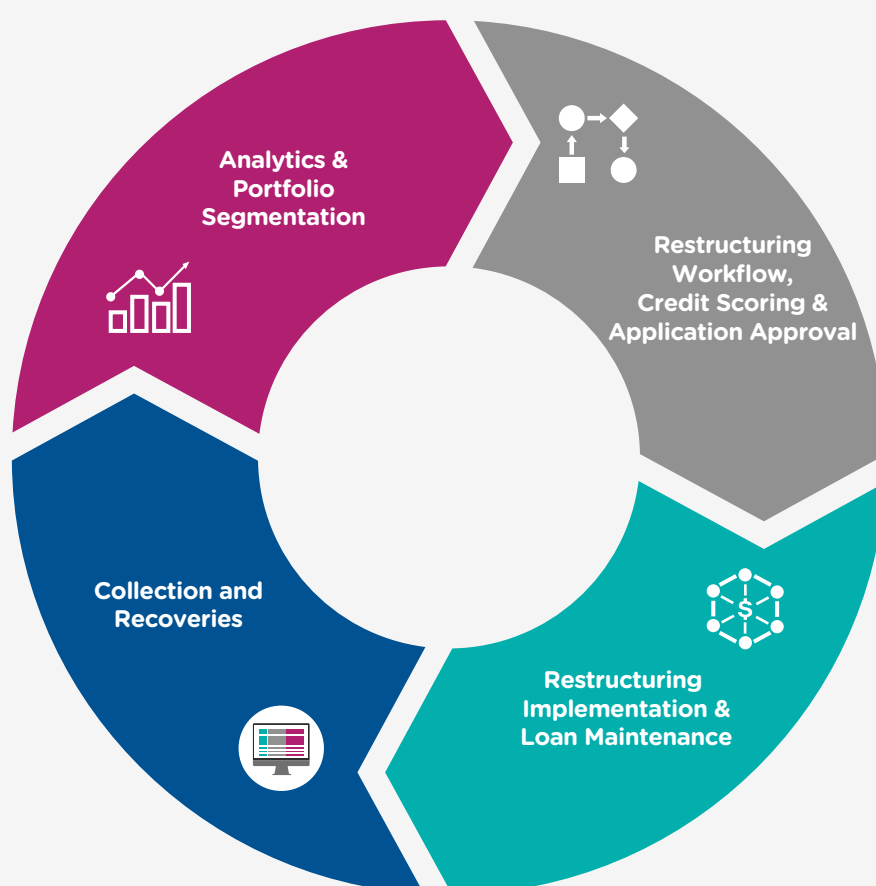 Analytics &
Portfolio
Segmentation
Restructuring
Workflow,
Credit Scoring &
Application Approval
$
Restructuring
Implementation &
Loan Maintenance
Collection and
Recoveries